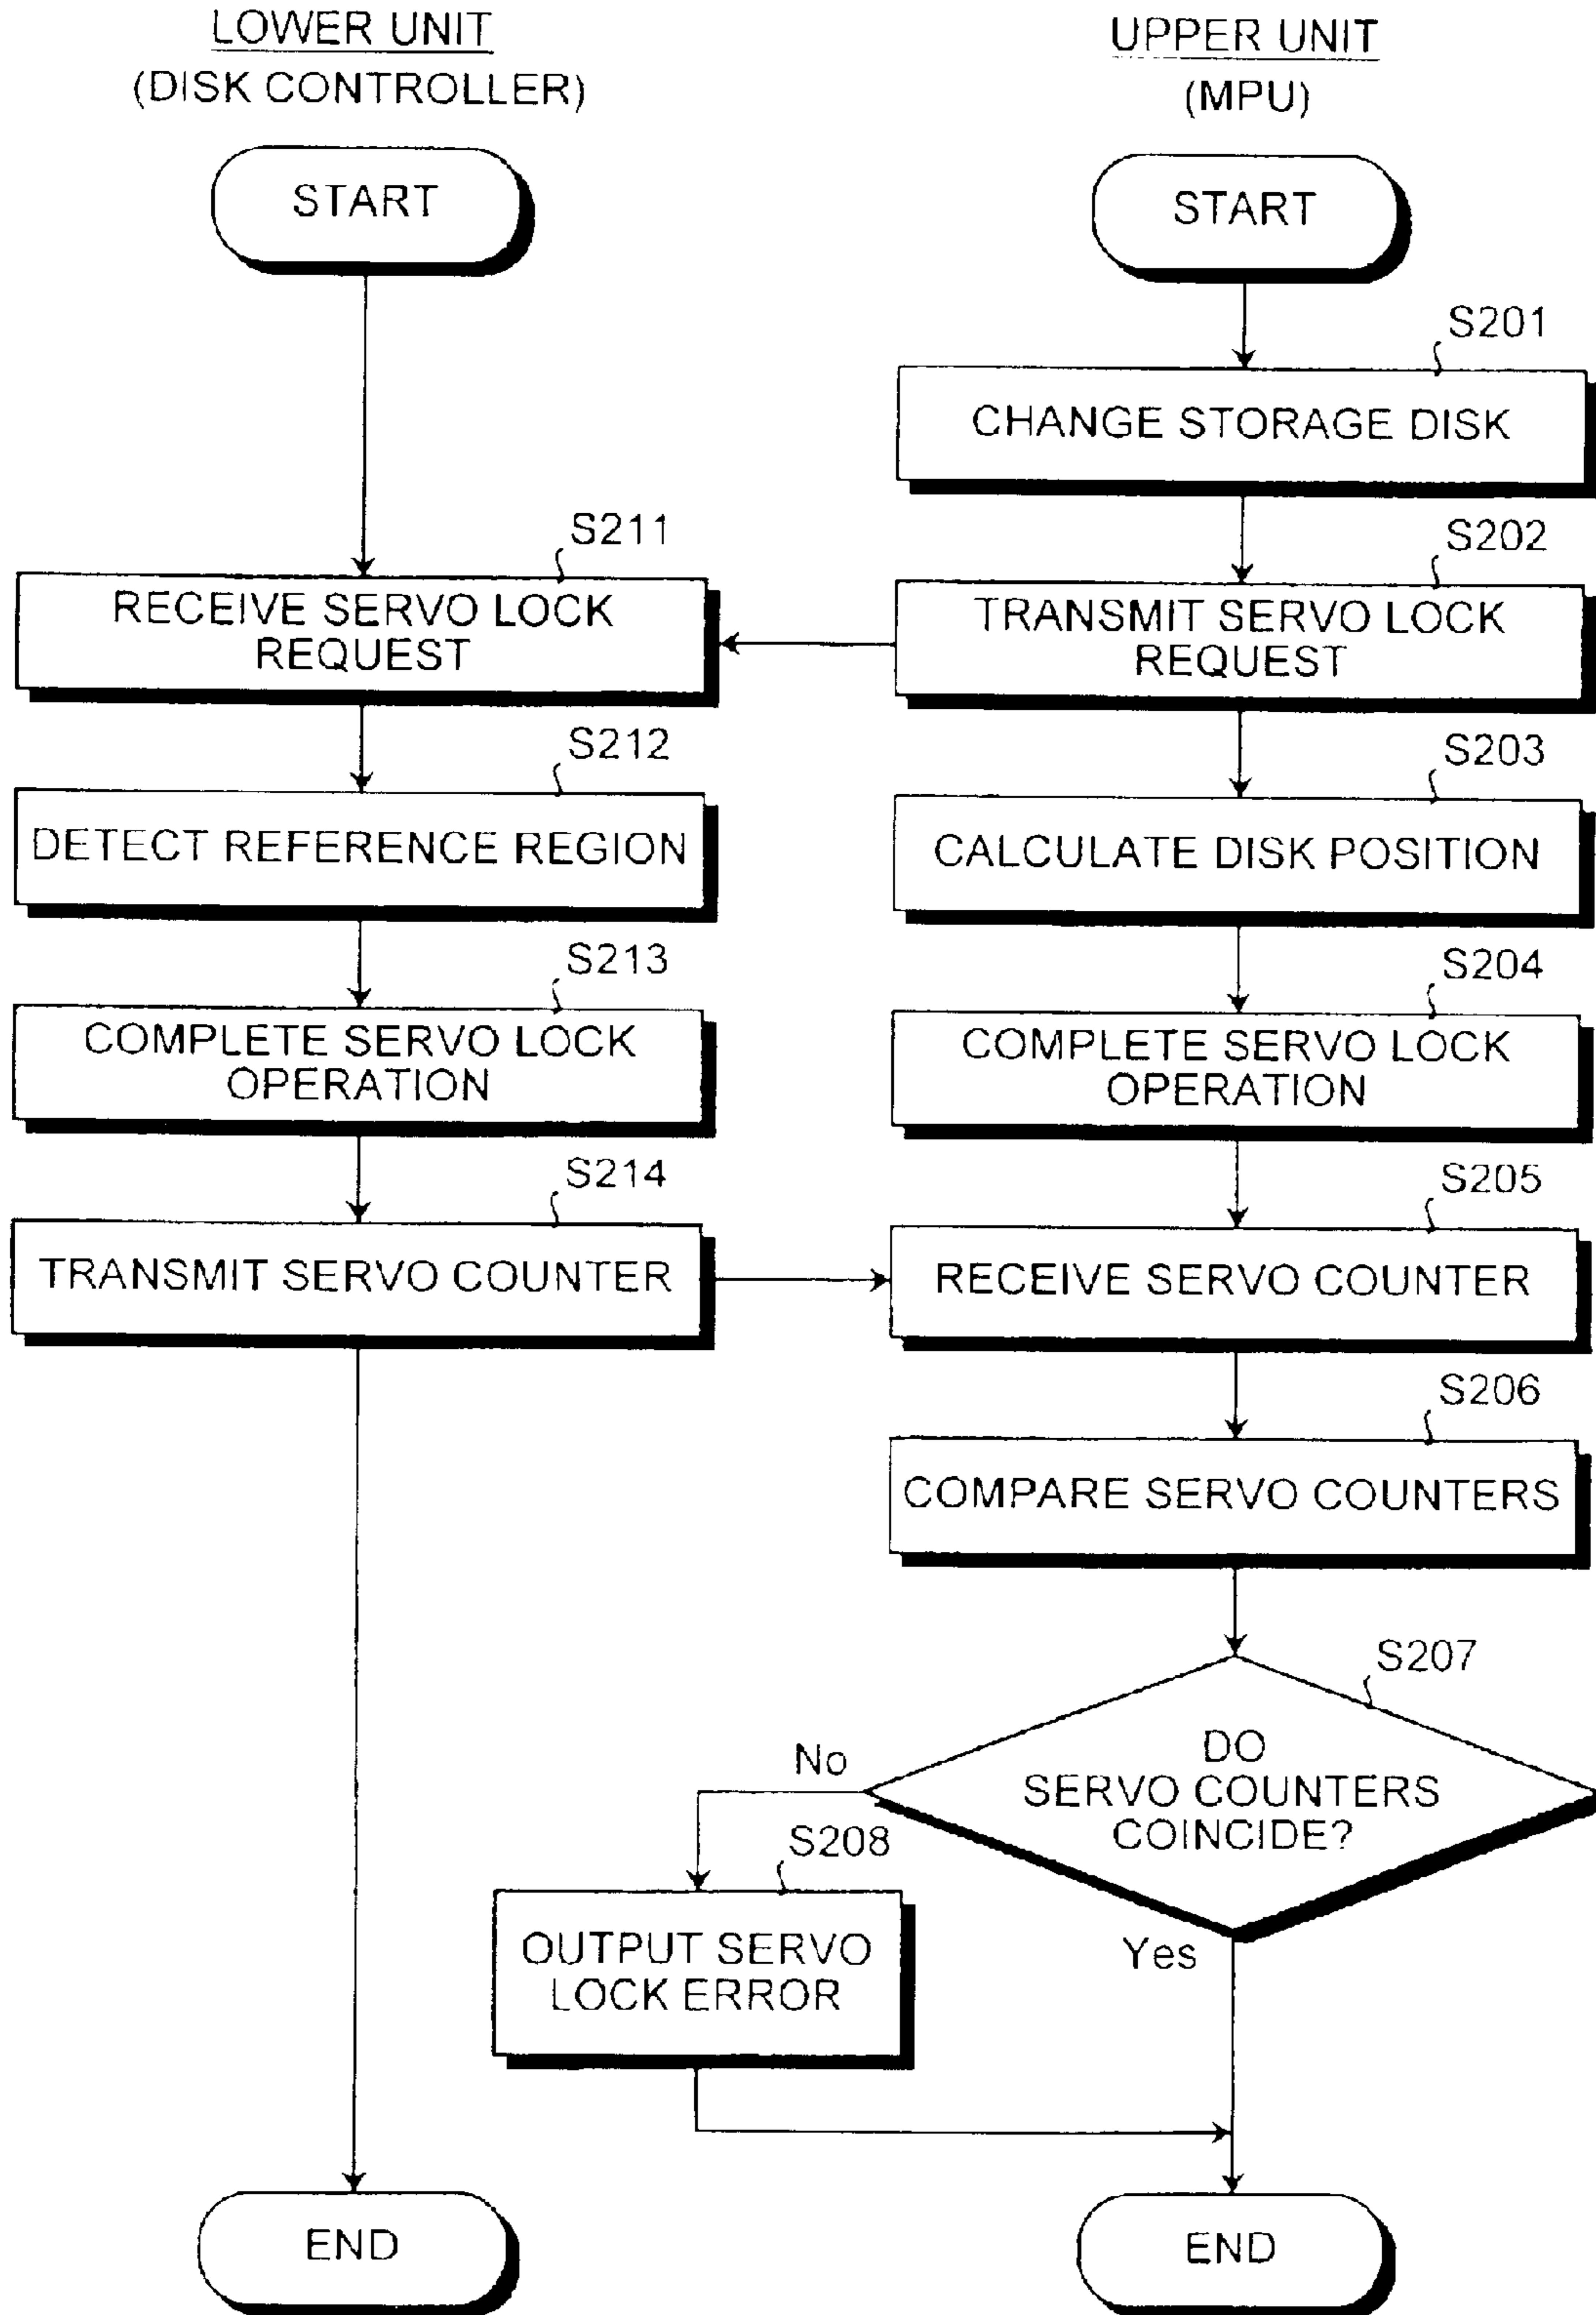 LOWER UNIT
(DISK CONTROLLER)
UPPER UNIT
(MPU)
START
START
S201
CHANGE STORAGE DISK
S211
RECEIVE SERVO LOCK
REQUEST
S202
TRANSMIT SERVO LOCK
REQUEST
S212
DETECT REFERENCE REGION
S203
CALCULATE DISK POSITION
S213
COMPLETE SERVO LOCK
OPERATION
S204
COMPLETE SERVO LOCK
OPERATION
S214
TRANSMIT SERVO COUNTER
S205
RECEIVE SERVO COUNTER
S206
COMPARE SERVO COUNTERS
S207
DO
SERVO COUNTERS
COINCIDE?
No
S208
OUTPUT SERVO
LOCK ERROR
Yes
END
END